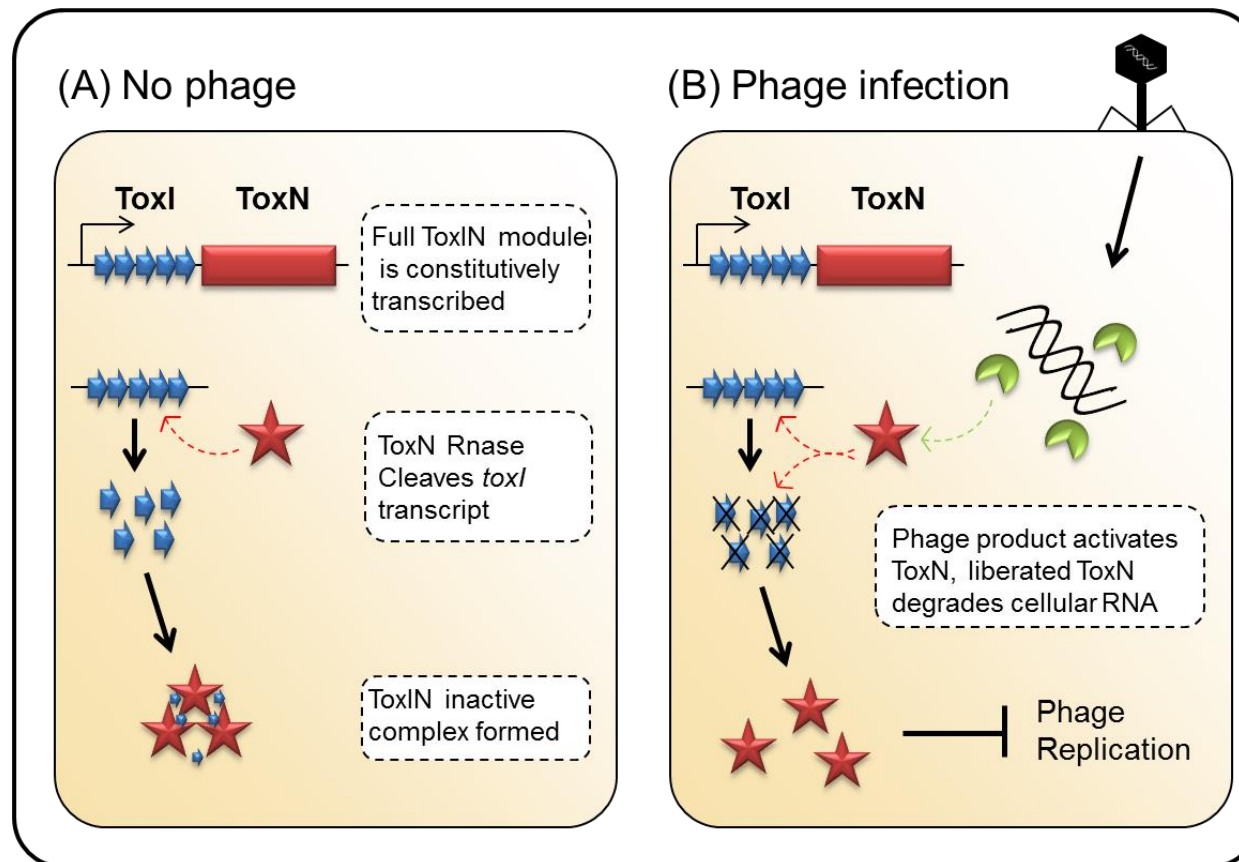 (A) No phage
ToxI ToxN
Full ToxIN module
is constitutively
transcribed
ToxN Rnase
Cleaves toxI
transcript
ToxIN inactive
complex formed
(B) Phage infection
ToxI ToxN
Phage product activates
ToxN, liberated ToxN
degrades cellular RNA
Phage
Replication